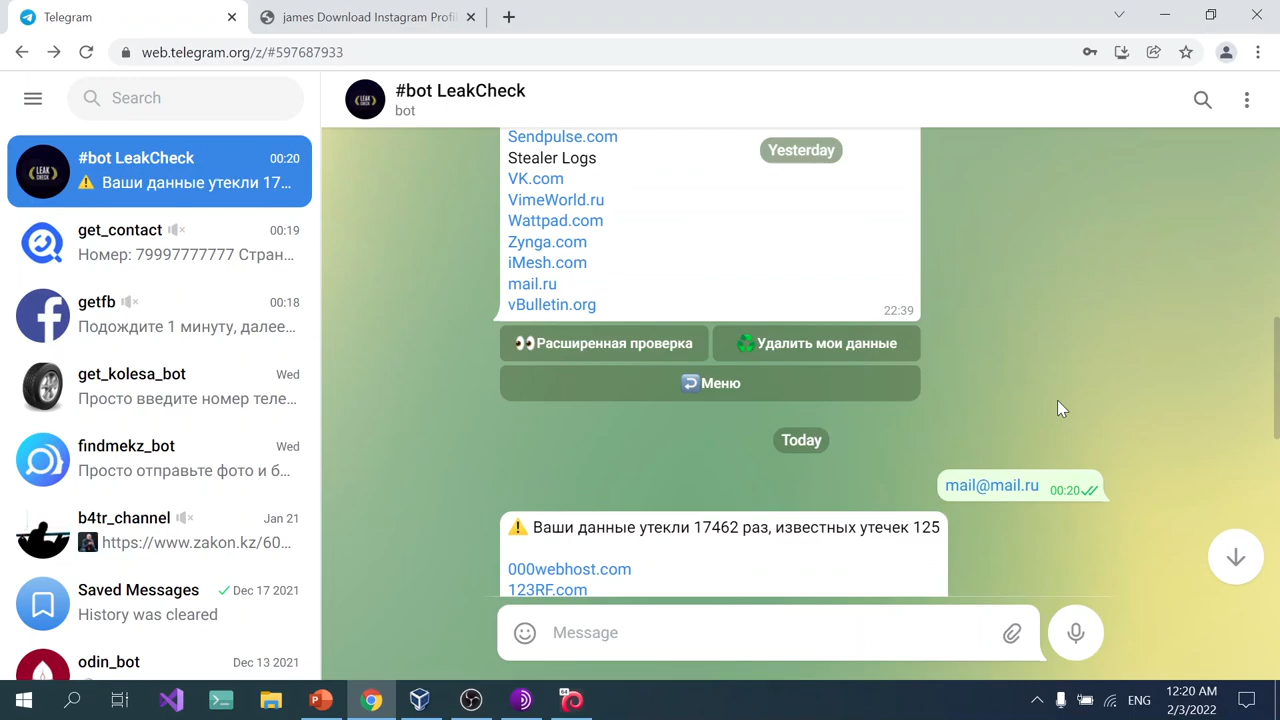 Telegram
james Download Instagram Profil
web.telegram.org/z/#597687933
Search
#bot LeakCheck
bot
#bot LeakCheck 00:20
⚠️ Ваши данные утекли 17...
get_contact 00:19
Номер: 79997777777 Стран...
getfb 00:18
Подождите 1 минуту, далее...
get_kolesa_bot Wed
Просто введите номер теле...
findmekz_bot Wed
Просто отправьте фото и б...
b4tr_channel Jan 21
https://www.zakon.kz/60...
Saved Messages Dec 17 2021
History was cleared
odin_bot Dec 13 2021
Yesterday
Sendpulse.com
Stealer Logs
VK.com
VimeWorld.ru
Wattpad.com
Zynga.com
iMesh.com
mail.ru
vBulletin.org
22:39
👀Расширенная проверка
♻️Удалить мои данные
↩️Меню
Today
mail@mail.ru 00:20
⚠️ Ваши данные утекли 17462 раз, известных утечек 125
000webhost.com
123RF.com
Message
ENG
12:20 AM
2/3/2022